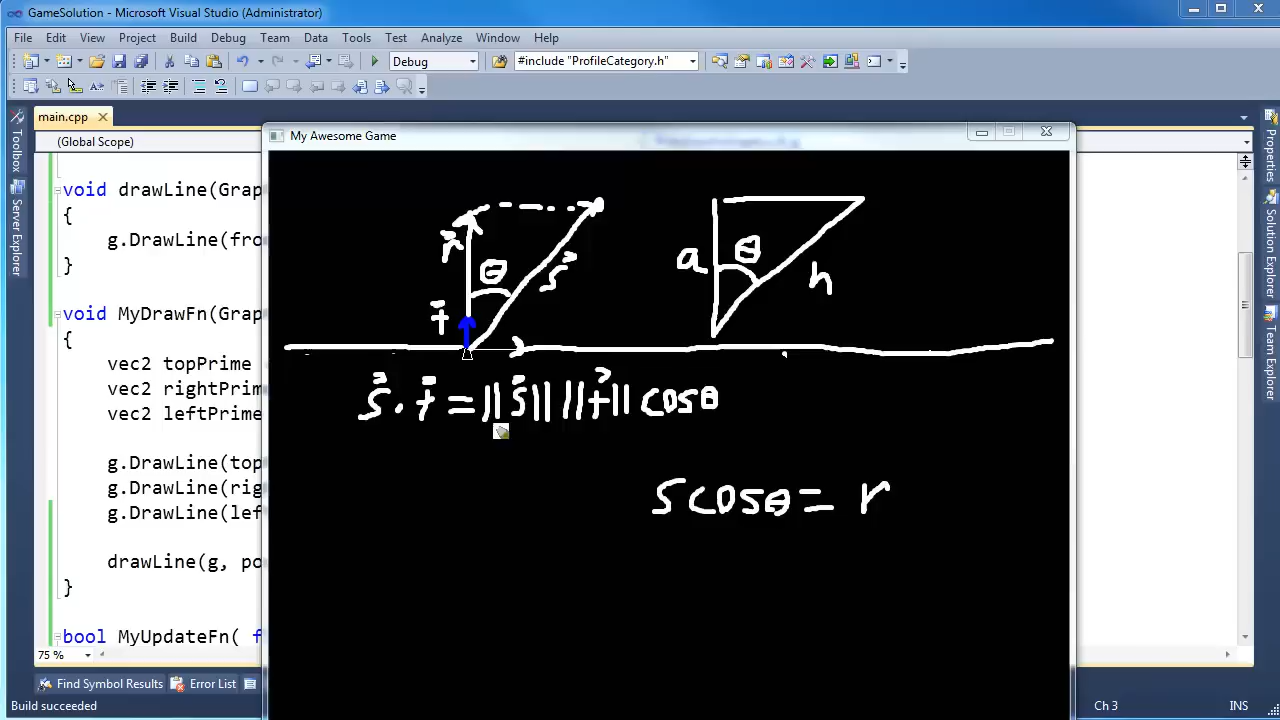 GameSolution - Microsoft Visual Studio (Administrator)
File Edit View Project Build Debug Team Data Tools Test Analyze Window Help
Debug #include "ProfileCategory.h"
main.cpp
(Global Scope)
My Awesome Game
void drawLine(Grap
{
g.DrawLine(fro
}
void MyDrawFn(Grap
{
vec2 topPrime
vec2 rightPrim
vec2 leftPrime
g.DrawLine(top
g.DrawLine(rig
g.DrawLine(lef
drawLine(g, po
}
bool MyUpdateFn( f
r⃗ θ s⃗
a θ h
t⃗
s⃗ · t⃗ = ||s⃗|| ||t⃗|| cosθ
s cosθ = r
75 %
Toolbox
Server Explorer
Properties
Solution Explorer
Team Explorer
Find Symbol Results Error List
Build succeeded Ch 3 INS